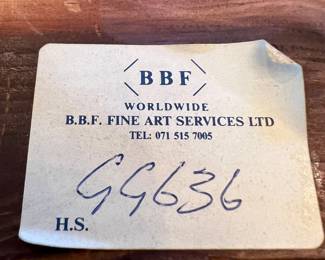 BBF
WORLDWIDE
B.B.F. FINE ART SERVICES LTD
TEL: 071 515 7005
GG636
H.S.